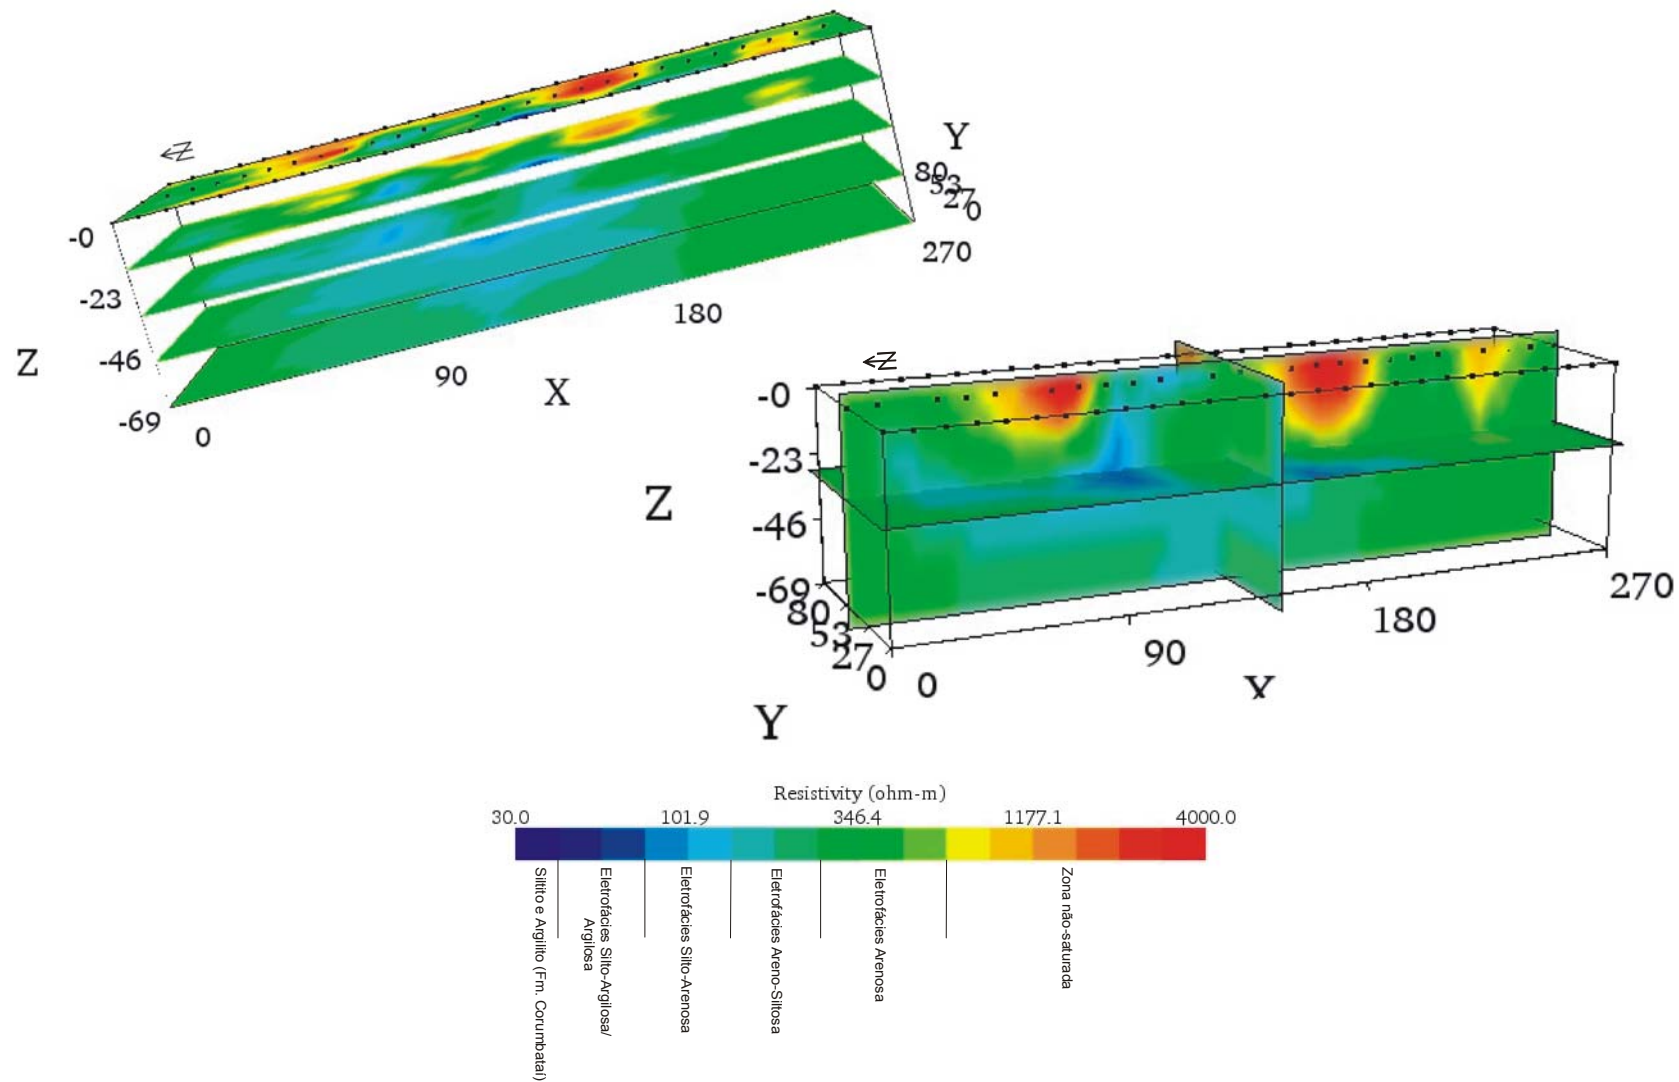 N
Y
80
53
27
0
270
180
90
X
0
-0
-23
-46
-69
Z
N
-0
-23
-46
-69
Z
80
53
27
0
Y
0
90
180
270
X
Resistivity (ohm-m)
30.0 101.9 346.4 1177.1 4000.0
Siltito e Argilito (Fm. Corumbataí)
Eletrofácies Silto-Argilosa/
Argilosa
Eletrofácies Silto-Arenosa
Eletrofácies Areno-Siltosa
Eletrofácies Arenosa
Zona não-saturada